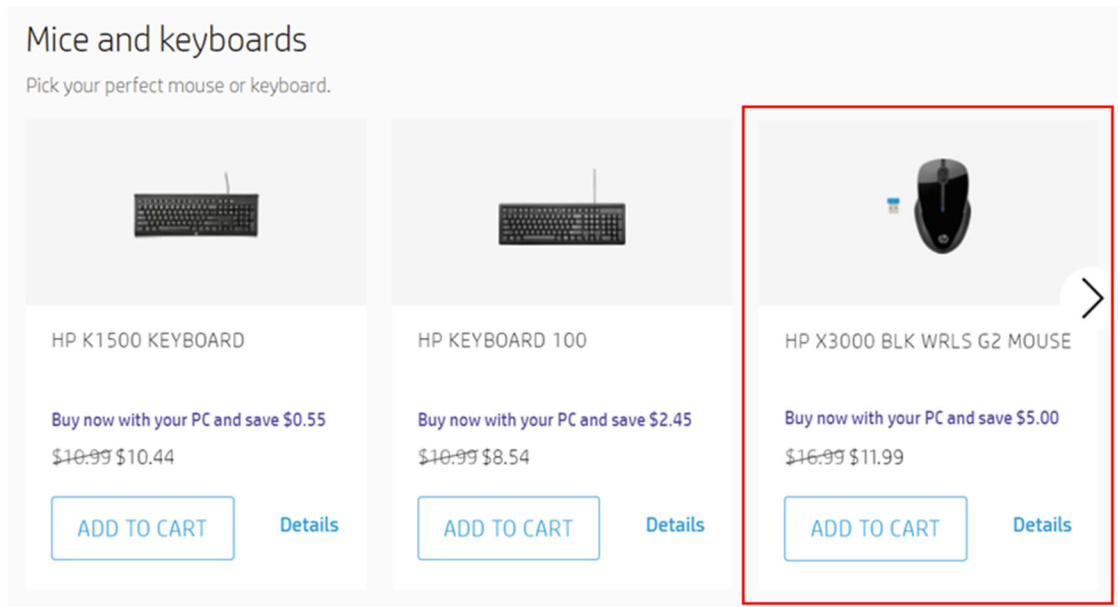 Mice and keyboards
Pick your perfect mouse or keyboard.
HP K1500 KEYBOARD
Buy now with your PC and save $0.55
$10.99 $10.44
ADD TO CART
Details
HP KEYBOARD 100
Buy now with your PC and save $2.45
$10.99 $8.54
ADD TO CART
Details
HP X3000 BLK WRLS G2 MOUSE
Buy now with your PC and save $5.00
$16.99 $11.99
ADD TO CART
Details